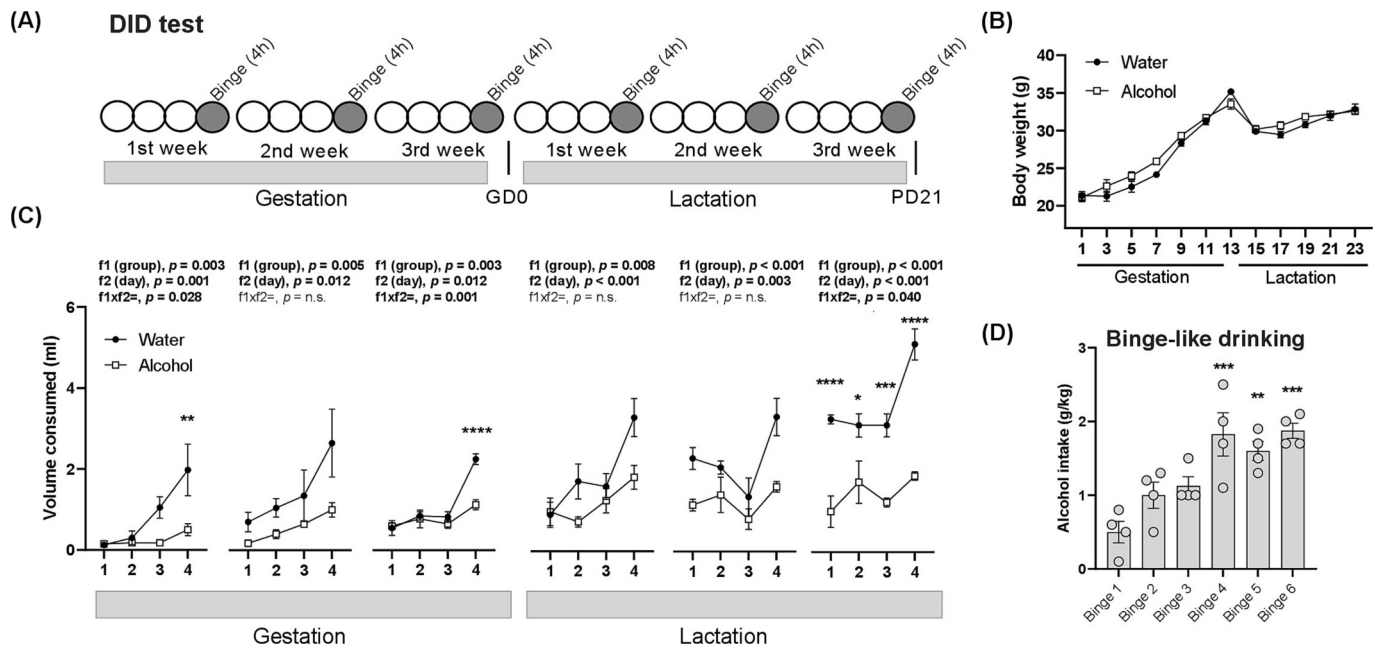 (A)
DID test
Binge (4h)
Binge (4h)
Binge (4h)
Binge (4h)
Binge (4h)
Binge (4h)
1st week
2nd week
3rd week
1st week
2nd week
3rd week
Gestation
GD0
Lactation
PD21
(B)
Body weight (g)
40
35
30
25
20
Water
Alcohol
1 3 5 7 9 11 13 15 17 19 21 23
Gestation
Lactation
(C)
f1 (group), p = 0.003
f2 (day), p = 0.001
f1xf2=, p = 0.028
f1 (group), p = 0.005
f2 (day), p = 0.012
f1xf2=, p = n.s.
f1 (group), p = 0.003
f2 (day), p = 0.012
f1xf2=, p = 0.001
f1 (group), p = 0.008
f2 (day), p < 0.001
f1xf2=, p = n.s.
f1 (group), p < 0.001
f2 (day), p = 0.003
f1xf2=, p = n.s.
f1 (group), p < 0.001
f2 (day), p < 0.001
f1xf2=, p = 0.040
Volume consumed (ml)
6
4
2
0
Water
Alcohol
**
****
****
*
***
****
1 2 3 4
1 2 3 4
1 2 3 4
1 2 3 4
1 2 3 4
1 2 3 4
Gestation
Lactation
(D)
Binge-like drinking
Alcohol intake (g/kg)
3
2
1
0
***
**
***
Binge 1
Binge 2
Binge 3
Binge 4
Binge 5
Binge 6